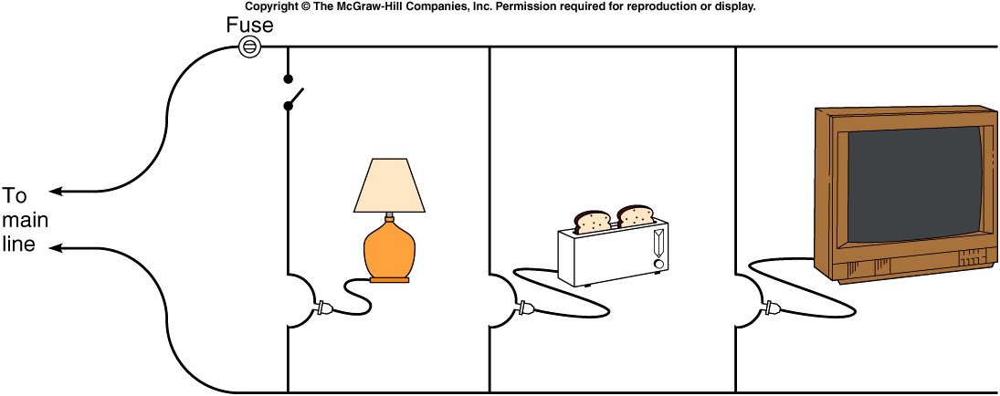 Copyright © The McGraw-Hill Companies, Inc. Permission required for reproduction or display.
Fuse
To
main
line